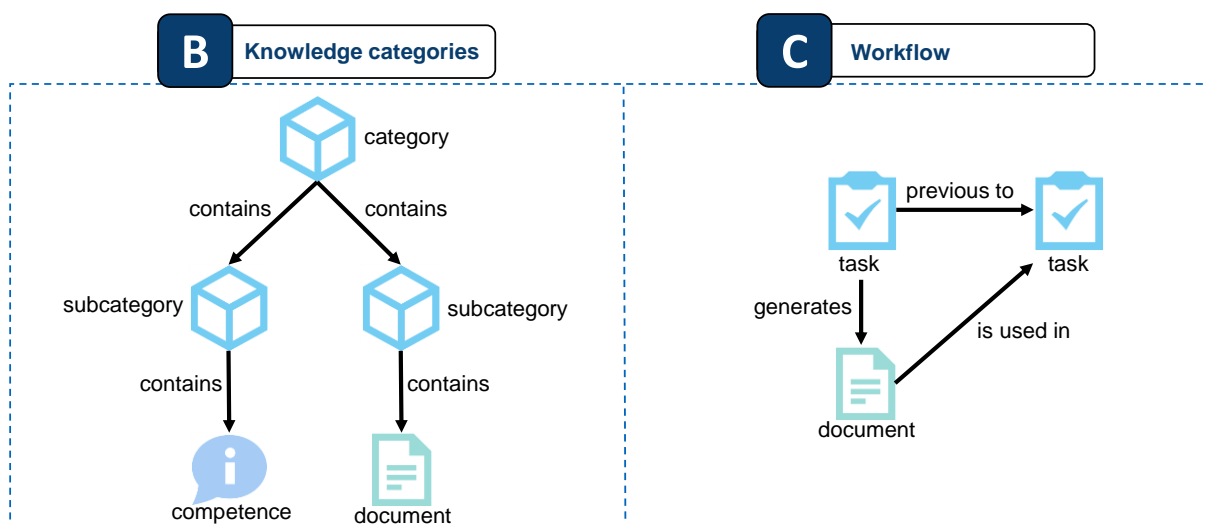 B
Knowledge categories
category
contains
contains
subcategory
subcategory
contains
contains
competence
document
C
Workflow
previous to
task
task
generates
is used in
document